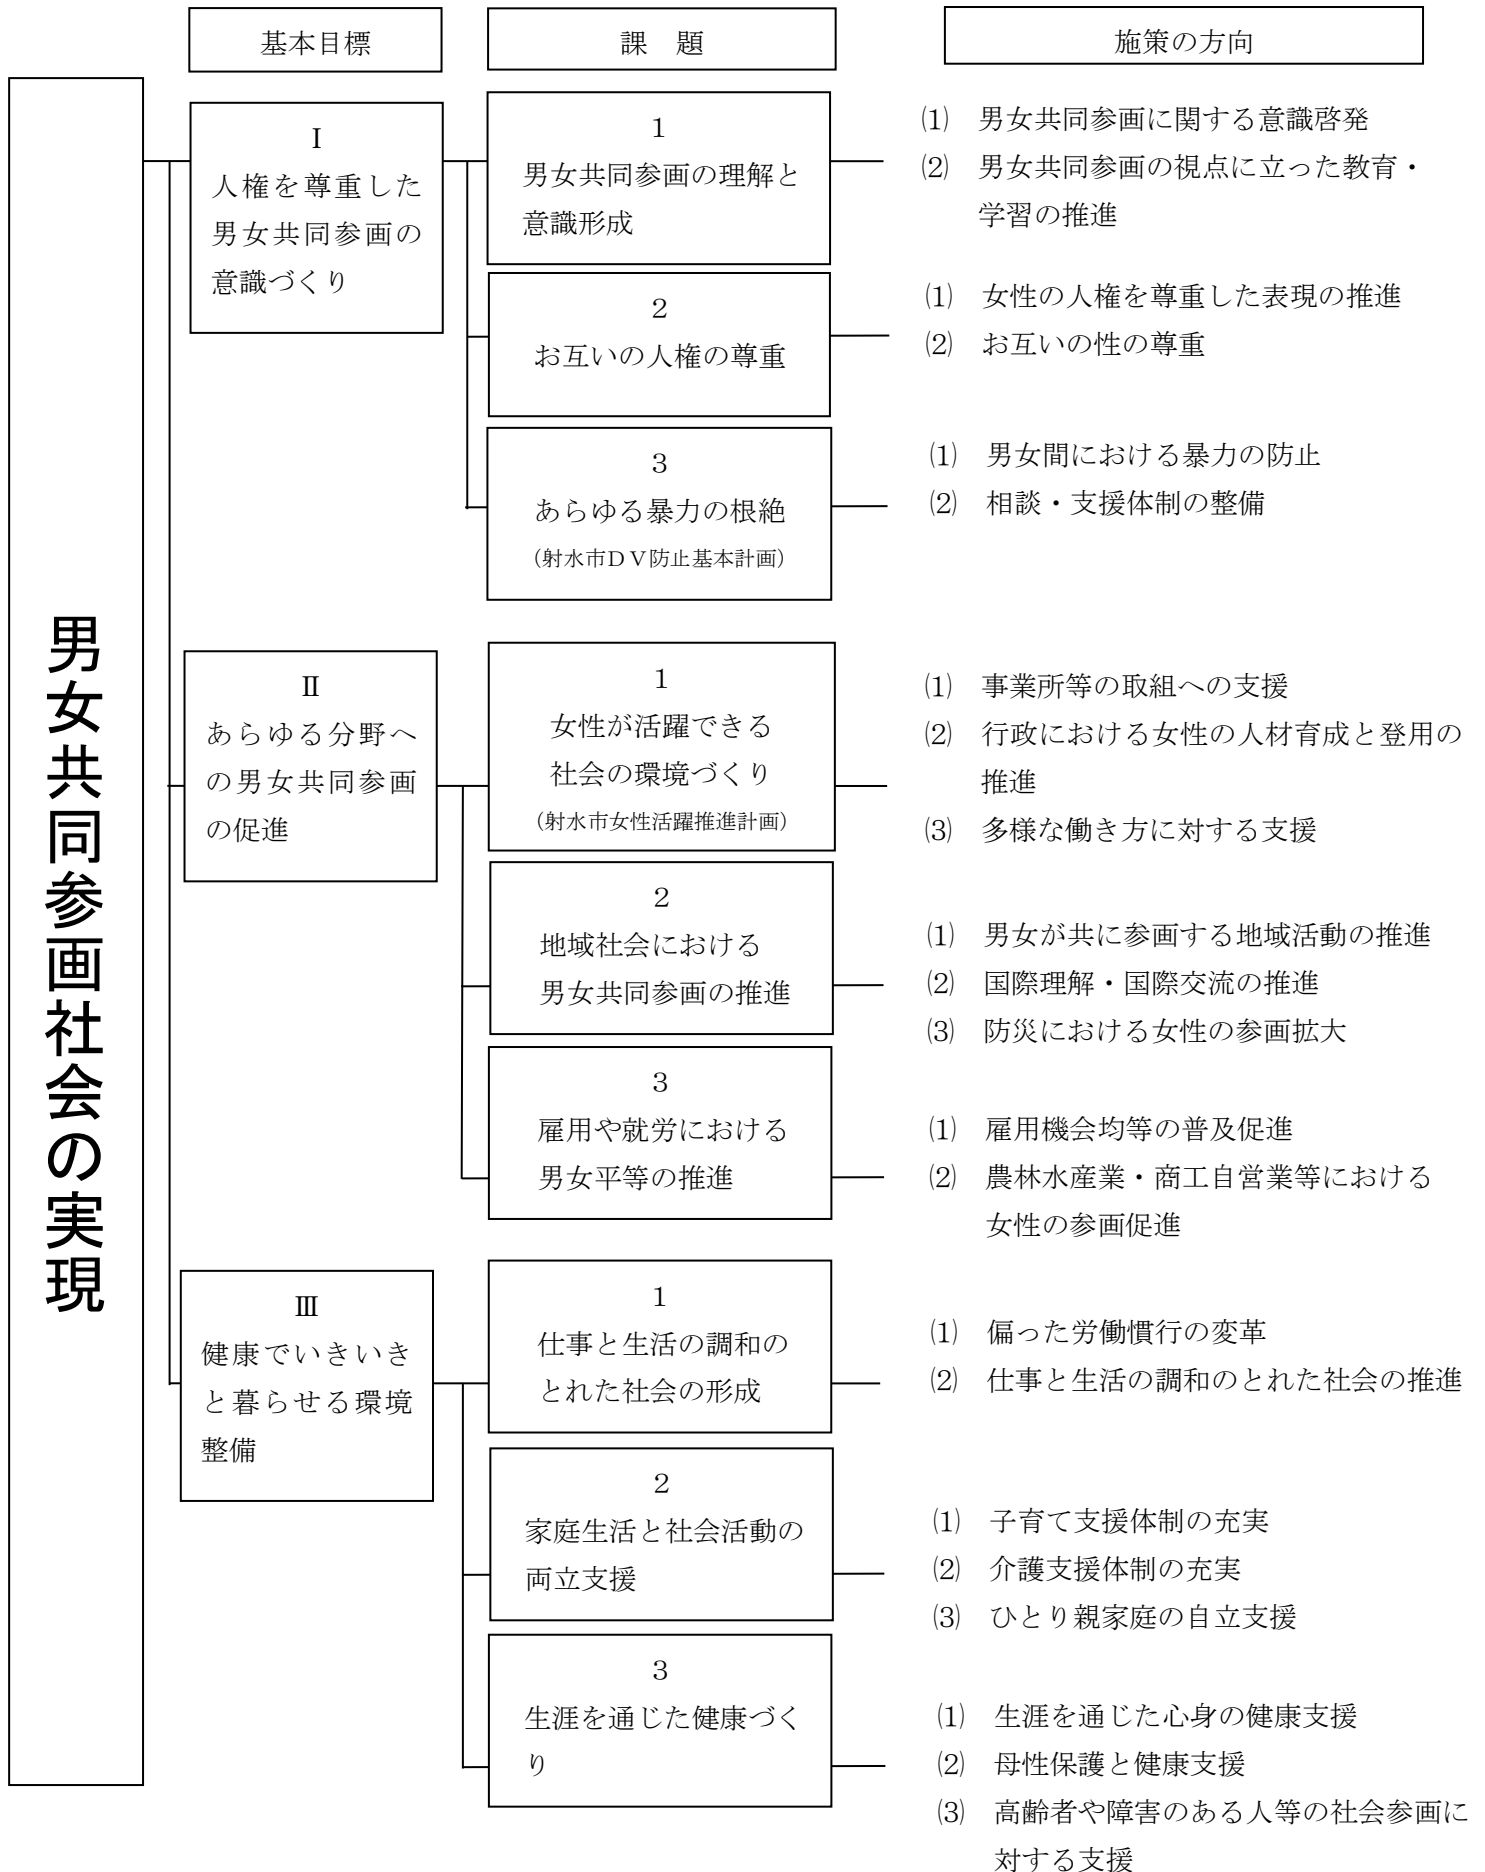 基本目標
課　題
施策の方向
男女共同参画社会の実現
Ⅰ
人権を尊重した
男女共同参画の
意識づくり
1
男女共同参画の理解と
意識形成
⑴　男女共同参画に関する意識啓発
⑵　男女共同参画の視点に立った教育・
学習の推進
2
お互いの人権の尊重
⑴　女性の人権を尊重した表現の推進
⑵　お互いの性の尊重
3
あらゆる暴力の根絶
（射水市ＤＶ防止基本計画）
⑴　男女間における暴力の防止
⑵　相談・支援体制の整備
Ⅱ
あらゆる分野へ
の男女共同参画
の促進
1
女性が活躍できる
社会の環境づくり
（射水市女性活躍推進計画）
⑴　事業所等の取組への支援
⑵　行政における女性の人材育成と登用の
推進
⑶　多様な働き方に対する支援
2
地域社会における
男女共同参画の推進
⑴　男女が共に参画する地域活動の推進
⑵　国際理解・国際交流の推進
⑶　防災における女性の参画拡大
3
雇用や就労における
男女平等の推進
⑴　雇用機会均等の普及促進
⑵　農林水産業・商工自営業等における
女性の参画促進
Ⅲ
健康でいきいき
と暮らせる環境
整備
1
仕事と生活の調和の
とれた社会の形成
⑴　偏った労働慣行の変革
⑵　仕事と生活の調和のとれた社会の推進
2
家庭生活と社会活動の
両立支援
⑴　子育て支援体制の充実
⑵　介護支援体制の充実
⑶　ひとり親家庭の自立支援
3
生涯を通じた健康づく
り
⑴　生涯を通じた心身の健康支援
⑵　母性保護と健康支援
⑶　高齢者や障害のある人等の社会参画に
対する支援